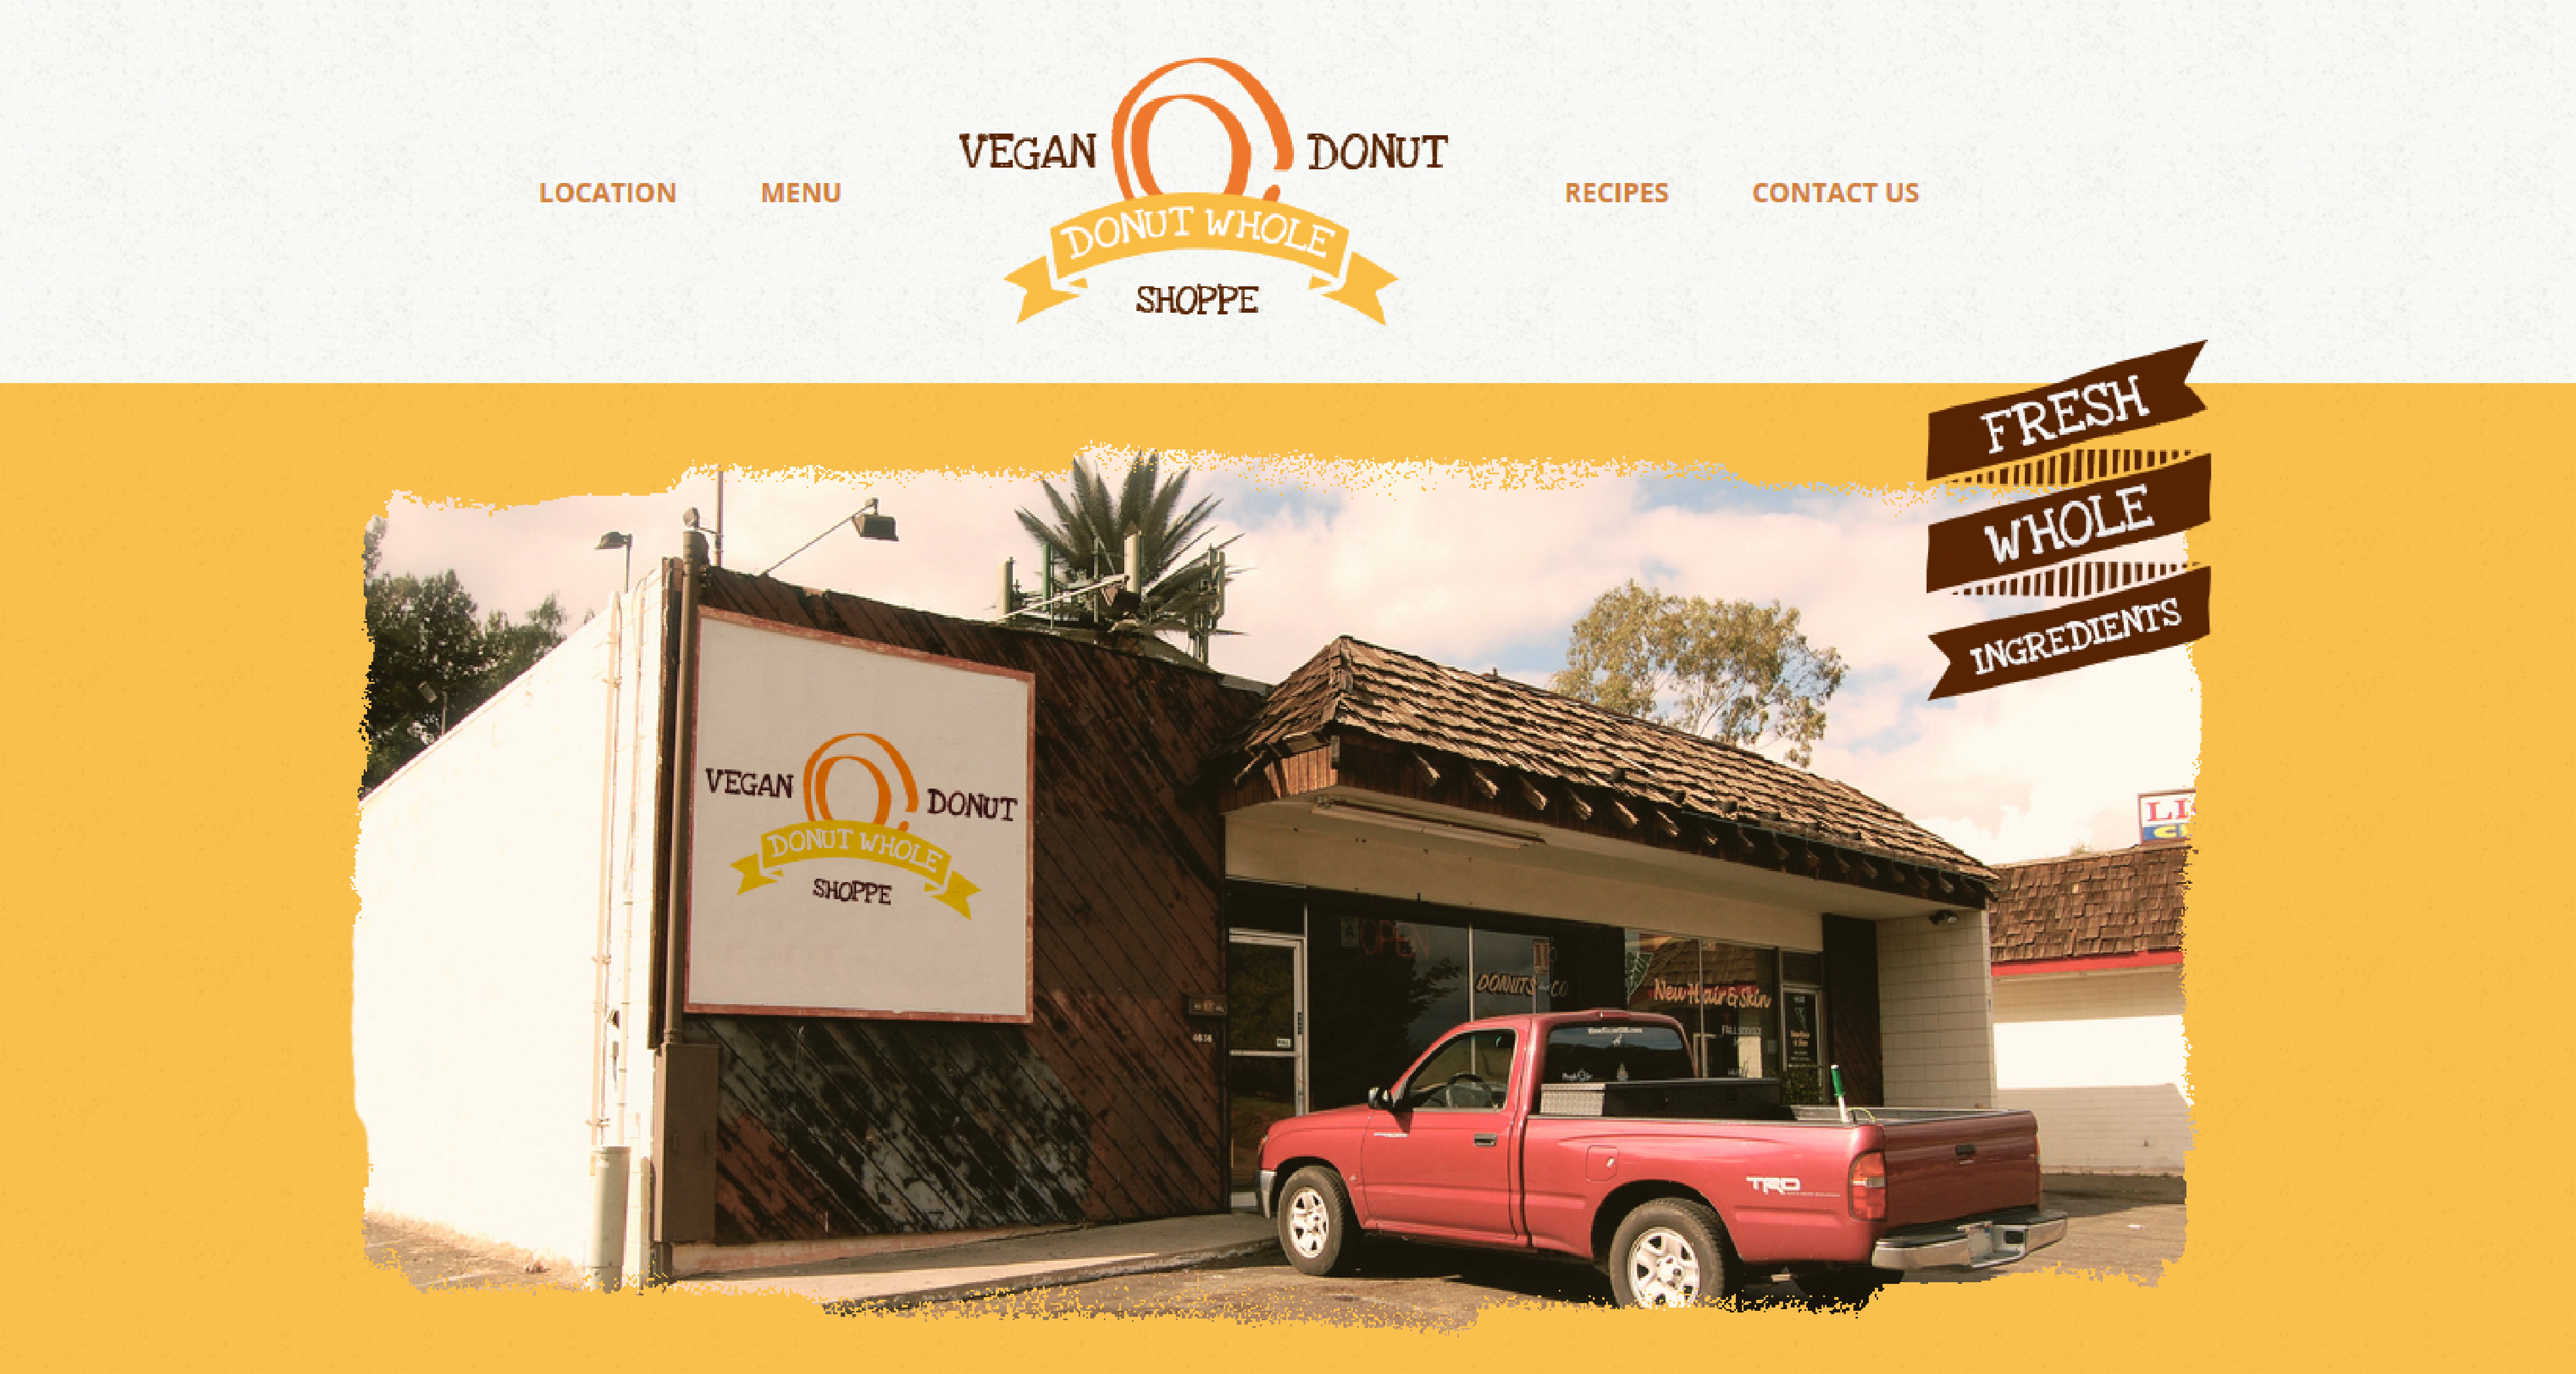 VEGAN DONUT
LOCATION MENU RECIPES CONTACT US
DONUT WHOLE
SHOPPE
FRESH
WHOLE
INGREDIENTS
VEGAN DONUT
DONUT WHOLE
SHOPPE
OPEN
DONUTS
New Hair & Skin
TRD